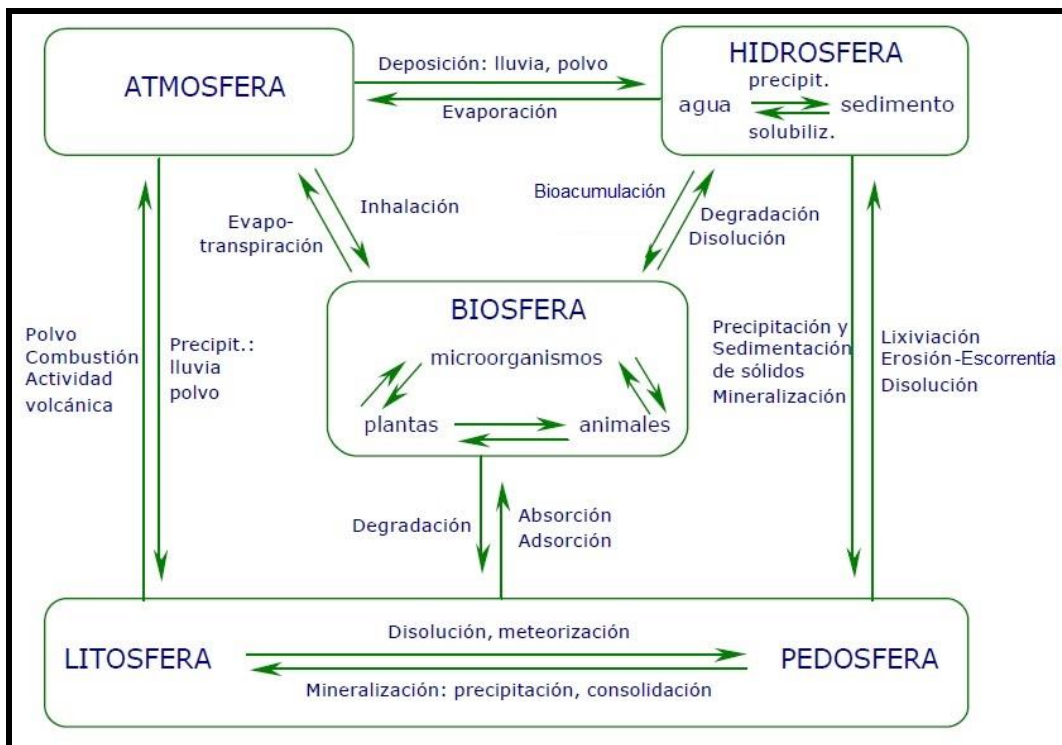 ATMOSFERA
Deposición: lluvia, polvo
Evaporación
HIDROSFERA
precipit.
agua
sedimento
solubiliz.
Inhalación
Evapo-
transpiración
Bioacumulación
Degradación
Disolución
BIOSFERA
microorganismos
plantas
animales
Polvo
Combustión
Actividad
volcánica
Precipit.:
lluvia
polvo
Precipitación y
Sedimentación
de sólidos
Mineralización
Lixiviación
Erosión-Escorrentía
Disolución
Degradación
Absorción
Adsorción
LITOSFERA
Disolución, meteorización
Mineralización: precipitación, consolidación
PEDOSFERA